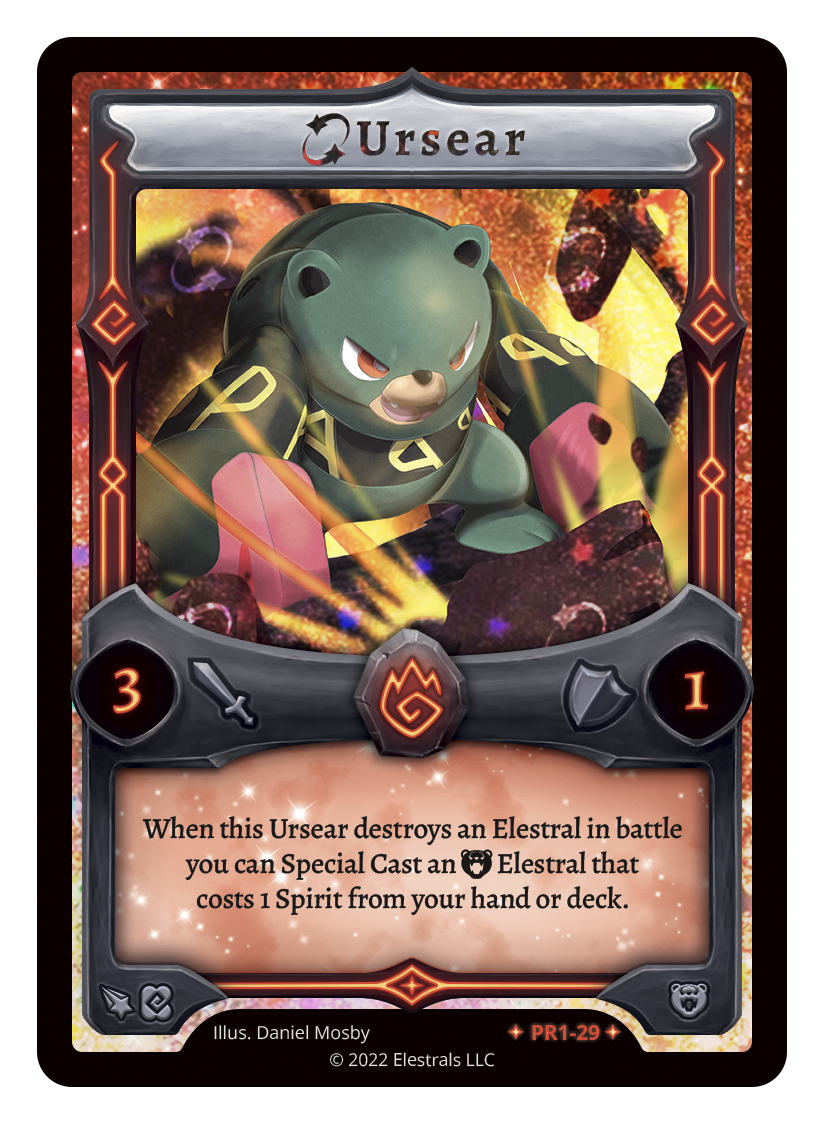 Ursear
3
1
When this Ursear destroys an Elestral in battle
you can Special Cast an Elestral that
costs 1 Spirit from your hand or deck.
Illus. Daniel Mosby
PR1-29
© 2022 Elestrals LLC